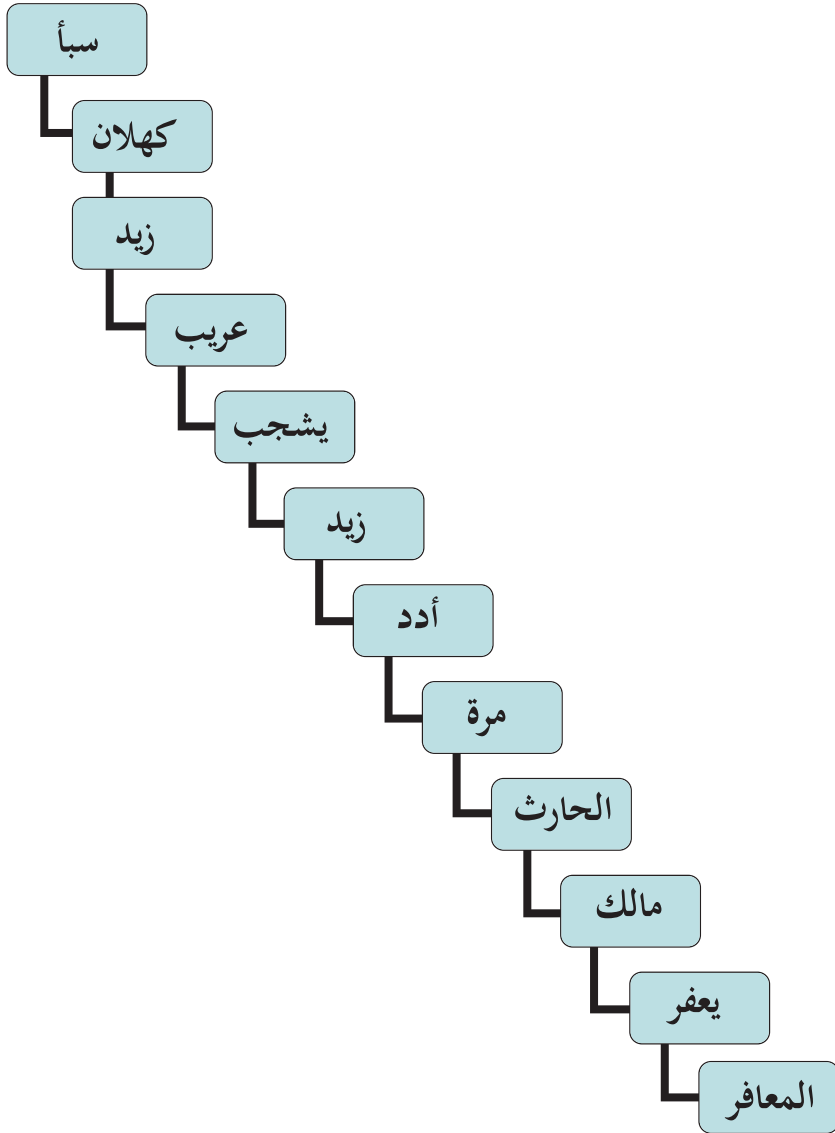 سبأ
كهلان
زيد
عريب
يشجب
زيد
أدد
مرة
الحارث
مالك
يعفر
المعافر